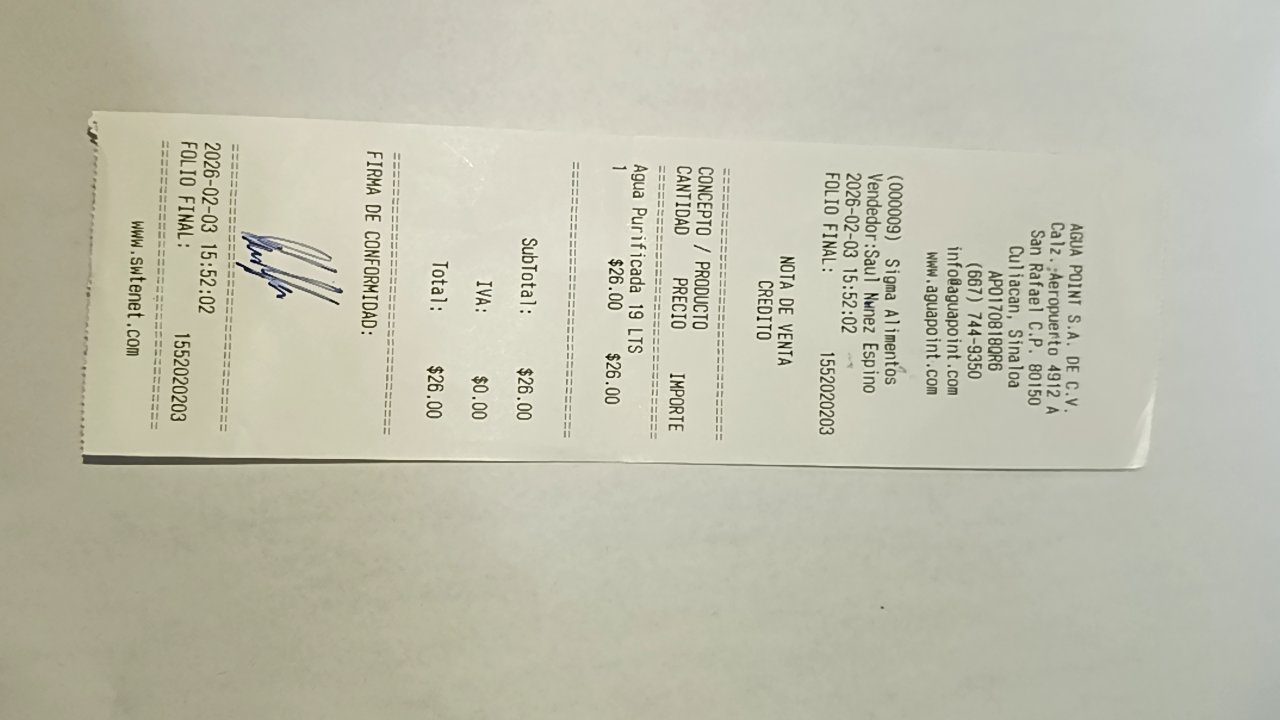 AGUA POINT S.A. DE C.V.
Calz. Aeropuerto 4912 A
San Rafael C.P. 80150
Culiacan, Sinaloa
APO170818QR6
(667) 744-9350
info@aguapoint.com
www.aguapoint.com
(000009) Sigma Alimentos
Vendedor:Saul Nunez Espino
2026-02-03 15:52:02
FOLIO FINAL: 1552020203
NOTA DE VENTA
CREDITO
==============================
CONCEPTO / PRODUCTO
CANTIDAD PRECIO IMPORTE
==============================
Agua Purificada 19 LTS
1 $26.00 $26.00
==============================
SubTotal: $26.00
IVA: $0.00
Total: $26.00
==============================
FIRMA DE CONFORMIDAD:
==============================
2026-02-03 15:52:02
FOLIO FINAL: 1552020203
==============================
www.swtenet.com